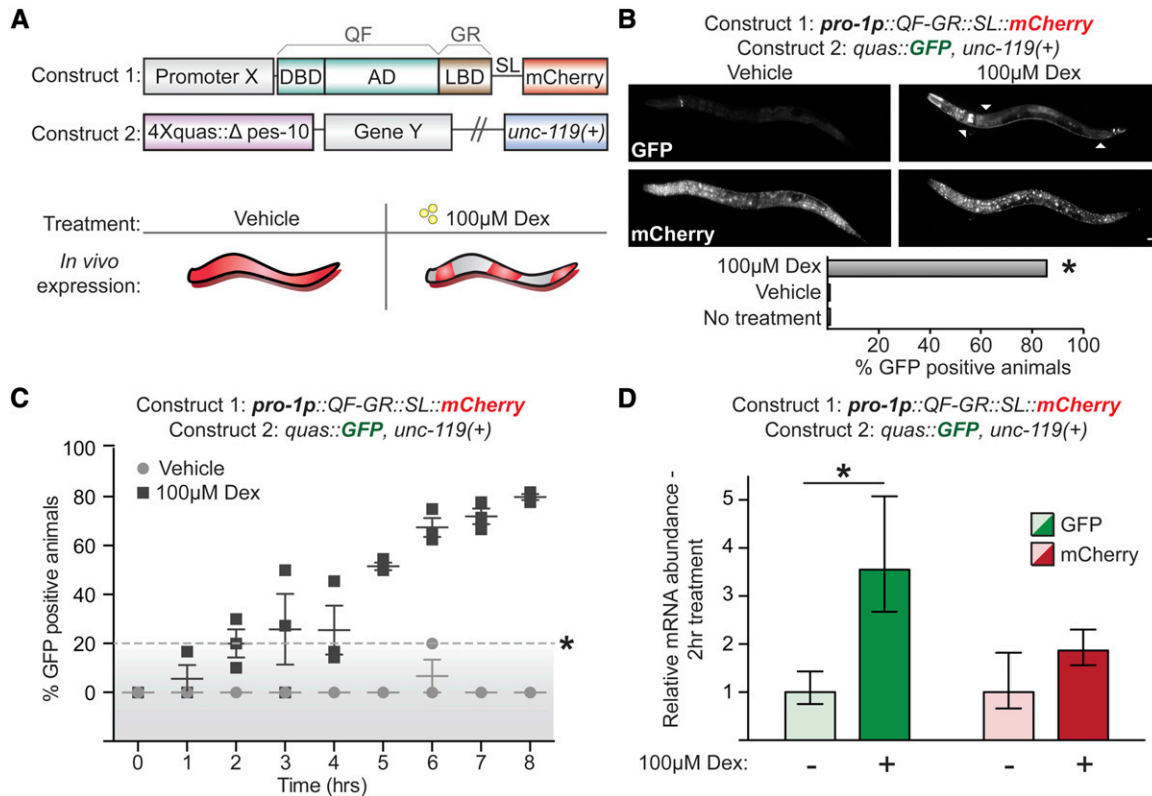 A
QF
GR
Construct 1:
Promoter X
DBD
AD
LBD
SL
mCherry
Construct 2:
4Xquas::Δ pes-10
Gene Y
//
unc-119(+)
Treatment:
Vehicle
100µM Dex
In vivo
expression:
B
Construct 1: pro-1p::QF-GR::SL::mCherry
Construct 2: quas::GFP, unc-119(+)
Vehicle
100µM Dex
GFP
mCherry
100µM Dex
*
Vehicle
No treatment
20 40 60 80 100
% GFP positive animals
C
Construct 1: pro-1p::QF-GR::SL::mCherry
Construct 2: quas::GFP, unc-119(+)
% GFP positive animals
Vehicle
100µM Dex
80
60
40
20
0
*
0 1 2 3 4 5 6 7 8
Time (hrs)
D
Construct 1: pro-1p::QF-GR::SL::mCherry
Construct 2: quas::GFP, unc-119(+)
Relative mRNA abundance -
2hr treatment
5
4
3
2
1
*
GFP
mCherry
100µM Dex: - + - +